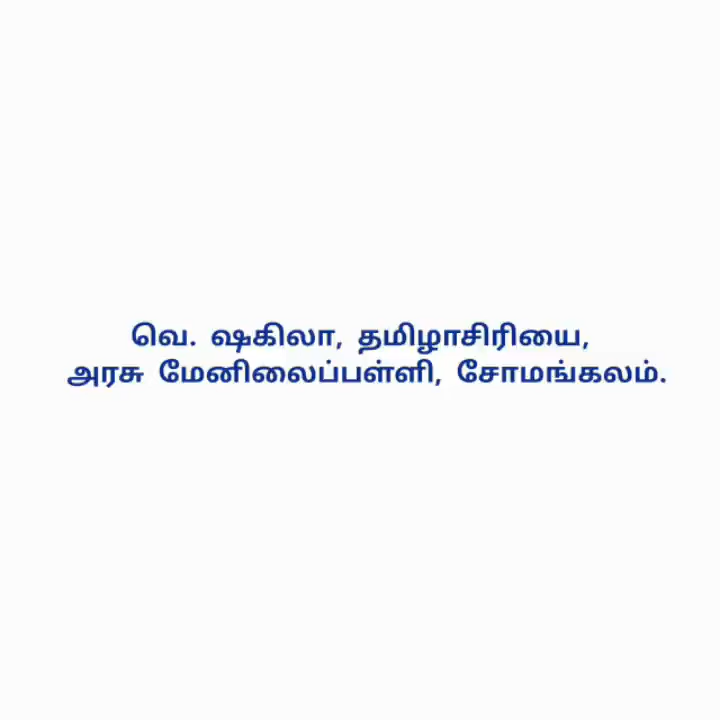 வெ. ஷகிலா, தமிழாசிரியை,
அரசு மேனிலைப்பள்ளி, சோமங்கலம்.